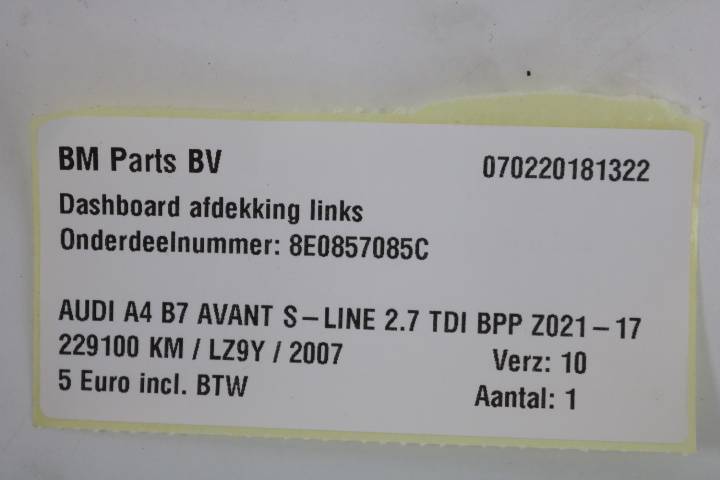 BM Parts BV 070220181322
Dashboard afdekking links
Onderdeelnummer: 8E0857085C
AUDI A4 B7 AVANT S-LINE 2.7 TDI BPP Z021-17
229100 KM / LZ9Y / 2007 Verz: 10
5 Euro incl. BTW Aantal: 1